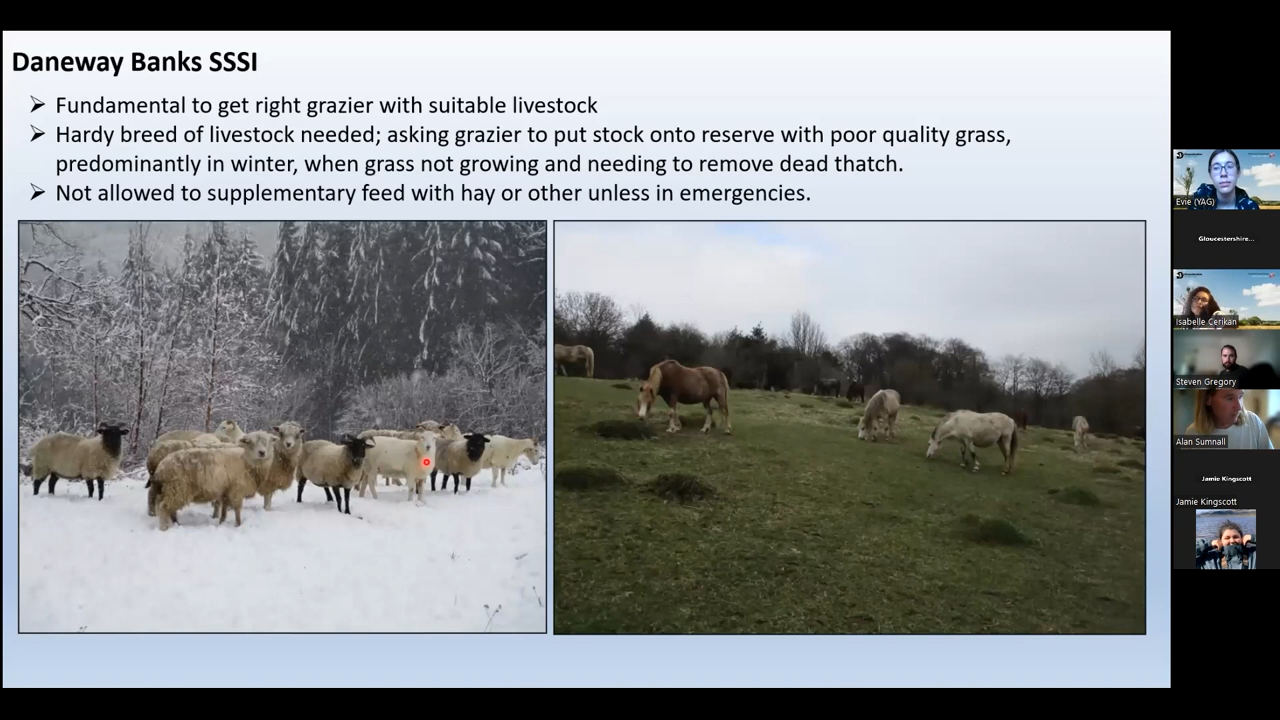 Daneway Banks SSSI
➢ Fundamental to get right grazier with suitable livestock
➢ Hardy breed of livestock needed; asking grazier to put stock onto reserve with poor quality grass,
predominantly in winter, when grass not growing and needing to remove dead thatch.
➢ Not allowed to supplementary feed with hay or other unless in emergencies.
Evie (YAG)
Gloucestershire...
Isabelle Cerikan
Steven Gregory
Alan Sumnall
Jamie Kingscott
Jamie Kingscott